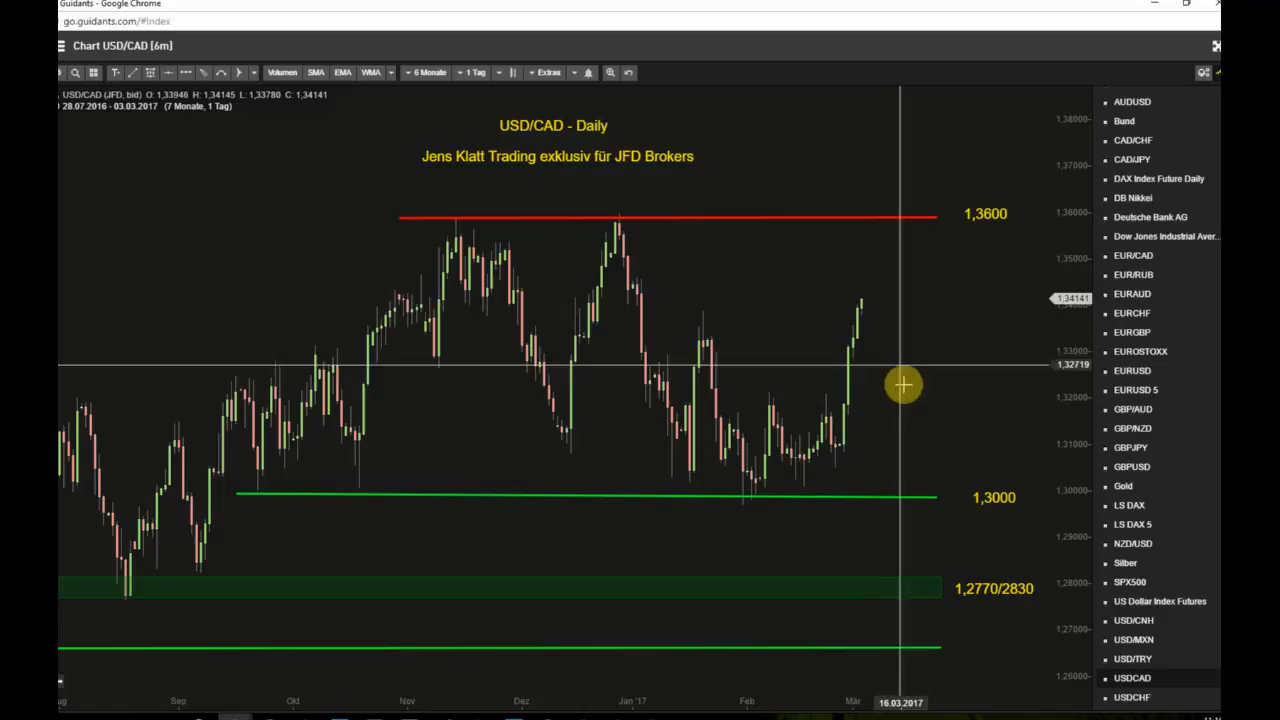 Guidants - Google Chrome
go.guidants.com/#Index
Chart USD/CAD [6m]
Volumen SMA EMA WMA 6 Monate 1 Tag Extras
USD/CAD (JFD, bid) O: 1,33946 H: 1,34145 L: 1,33780 C: 1,34141
28.07.2016 - 03.03.2017 (7 Monate, 1 Tag)
USD/CAD - Daily
Jens Klatt Trading exklusiv für JFD Brokers
1,3600
1,3000
1,2770/2830
1,38000
1,37000
1,36000
1,35000
1,34141
1,33000
1,32719
1,32000
1,31000
1,30000
1,29000
1,28000
1,27000
1,26000
ug Sep Okt Nov Dez Jan '17 Feb Mär 16.03.2017
AUDUSD
Bund
CAD/CHF
CAD/JPY
DAX Index Future Daily
DB Nikkei
Deutsche Bank AG
Dow Jones Industrial Aver...
EUR/CAD
EUR/RUB
EURAUD
EURCHF
EURGBP
EUROSTOXX
EURUSD
EURUSD 5
GBP/AUD
GBP/NZD
GBPJPY
GBPUSD
Gold
LS DAX
LS DAX 5
NZD/USD
Silber
SPX500
US Dollar Index Futures
USD/CNH
USD/MXN
USD/TRY
USDCAD
USDCHF